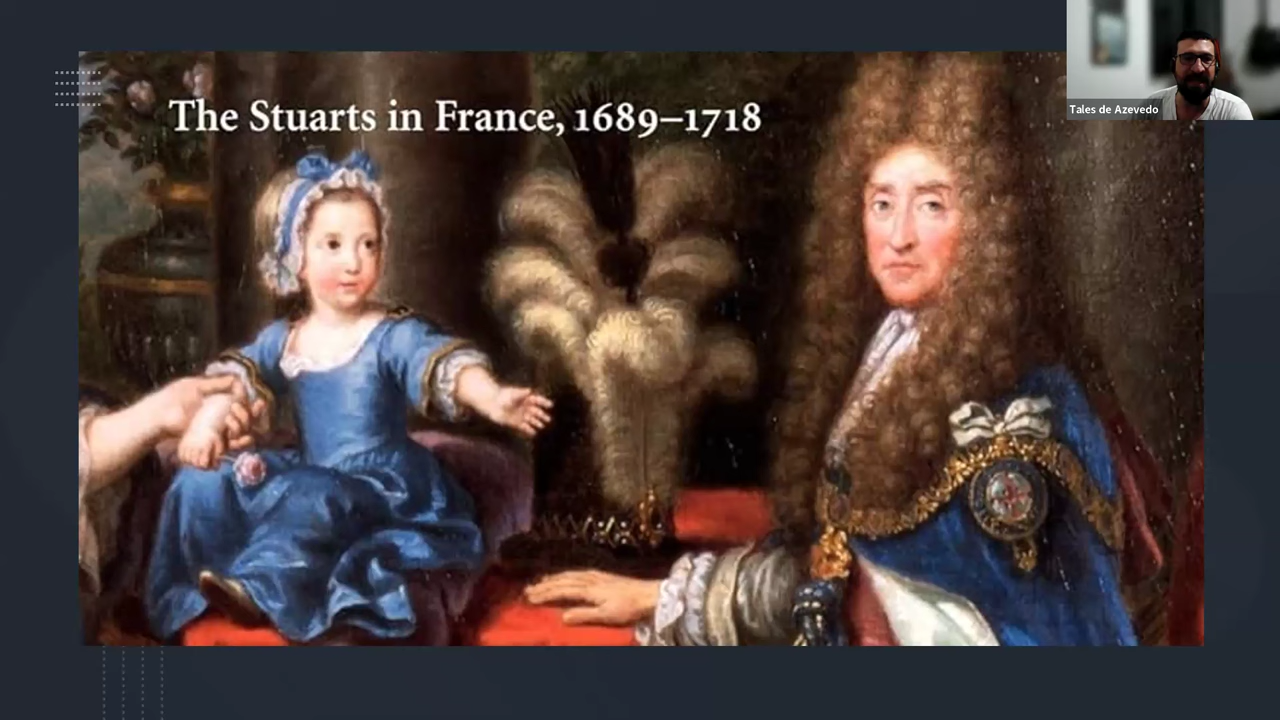 The Stuarts in France, 1689–1718
Tales de Azevedo